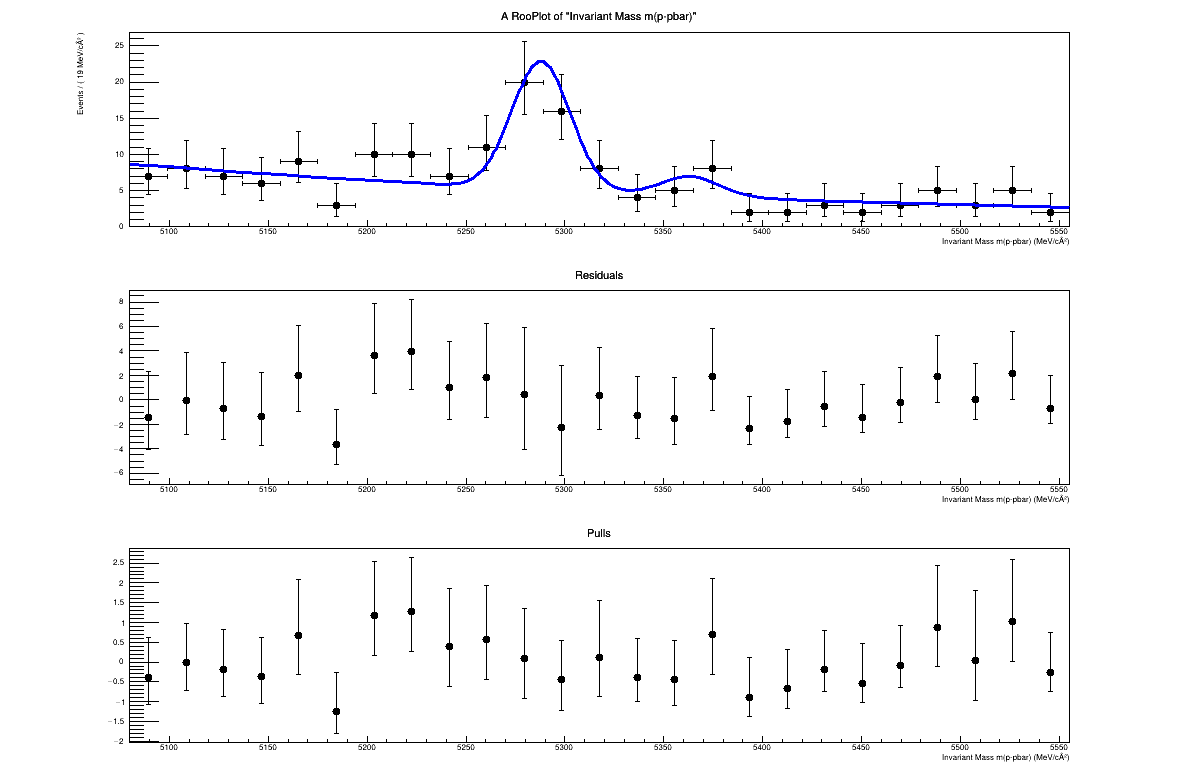 A RooPlot of "Invariant Mass m(p-pbar)"
Events / ( 19 MeV/cÂ² )
25
20
15
10
5
0
5100 5150 5200 5250 5300 5350 5400 5450 5500 5550
Invariant Mass m(p-pbar) (MeV/cÂ²)
Residuals
8
6
4
2
0
−2
−4
−6
5100 5150 5200 5250 5300 5350 5400 5450 5500 5550
Invariant Mass m(p-pbar) (MeV/cÂ²)
Pulls
2.5
2
1.5
1
0.5
0
−0.5
−1
−1.5
−2
5100 5150 5200 5250 5300 5350 5400 5450 5500 5550
Invariant Mass m(p-pbar) (MeV/cÂ²)